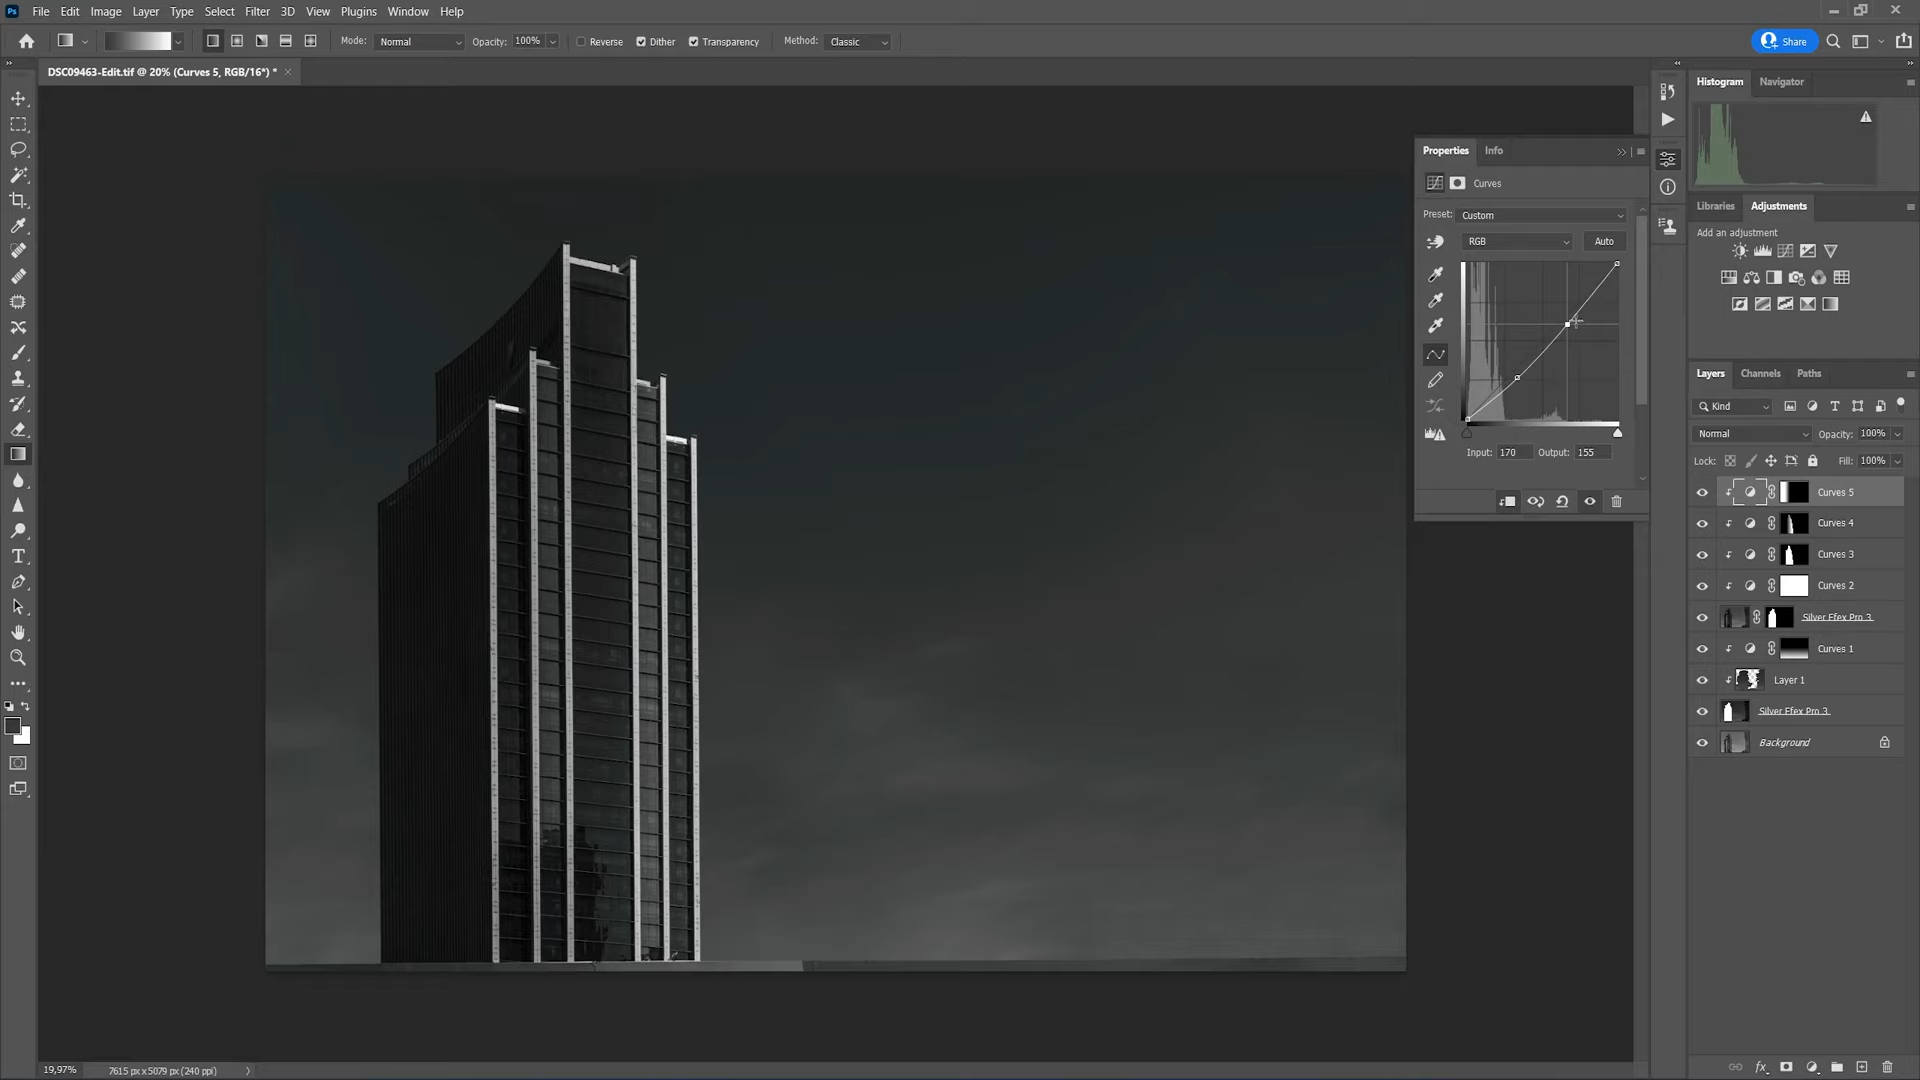 Ps File Edit Image Layer Type Select Filter 3D View Plugins Window Help
Mode: Normal Opacity: 100% Reverse Dither Transparency Method: Classic Share
DSC09463-Edit.tif @ 20% (Curves 5, RGB/16*) * ×
Histogram Navigator
Properties Info
Curves
Preset: Custom
RGB Auto
Input: 170 Output: 155
Libraries Adjustments
Add an adjustment
Layers Channels Paths
Kind
Normal Opacity: 100%
Lock: Fill: 100%
Curves 5
Curves 4
Curves 3
Curves 2
Silver Efex Pro 3
Curves 1
Layer 1
Silver Efex Pro 3
Background
fx
19,97% 7615 px x 5079 px (240 ppi)